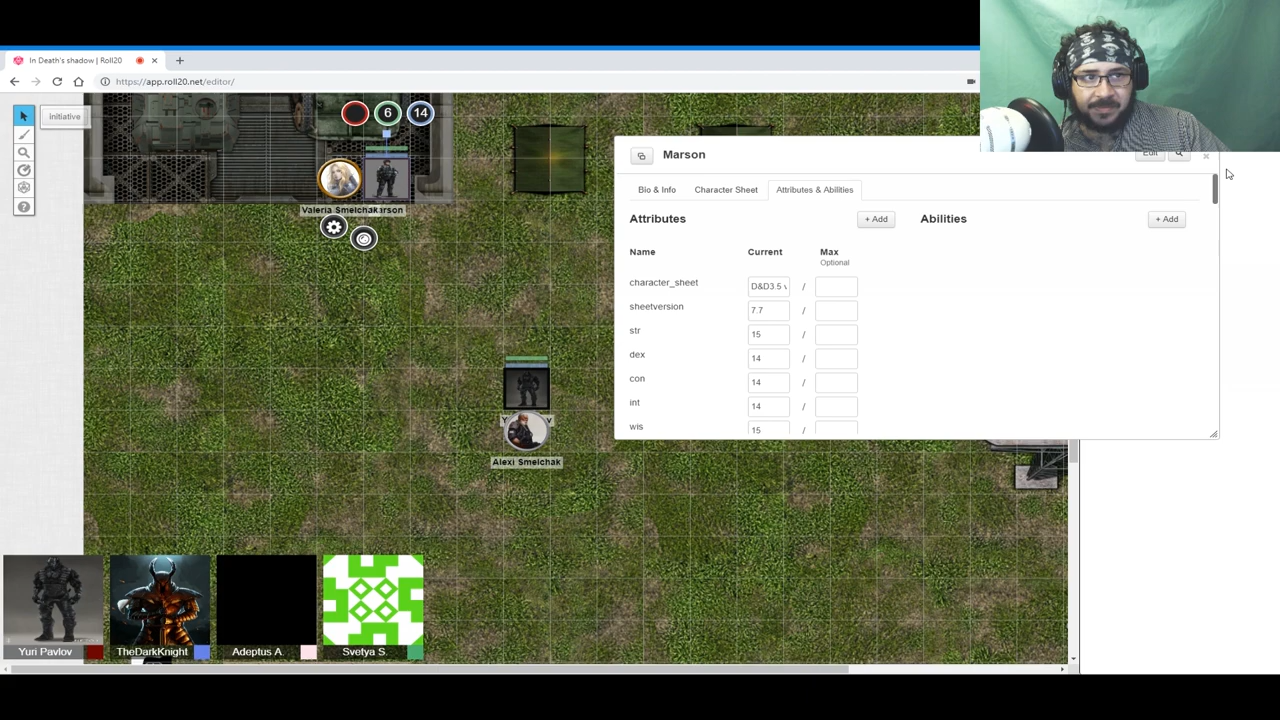 In Death's shadow | Roll20
https://app.roll20.net/editor/
initiative
6
14
Valeria Smelchak
arson
Alexi Smelchak
Marson
Edit
Bio & Info
Character Sheet
Attributes & Abilities
Attributes
+ Add
Abilities
+ Add
Name
Current
Max
Optional
character_sheet
D&D3.5 v
/
sheetversion
7.7
/
str
15
/
dex
14
/
con
14
/
int
14
/
wis
15
/
Yuri Pavlov
TheDarkKnight
Adeptus A.
Svetya S.